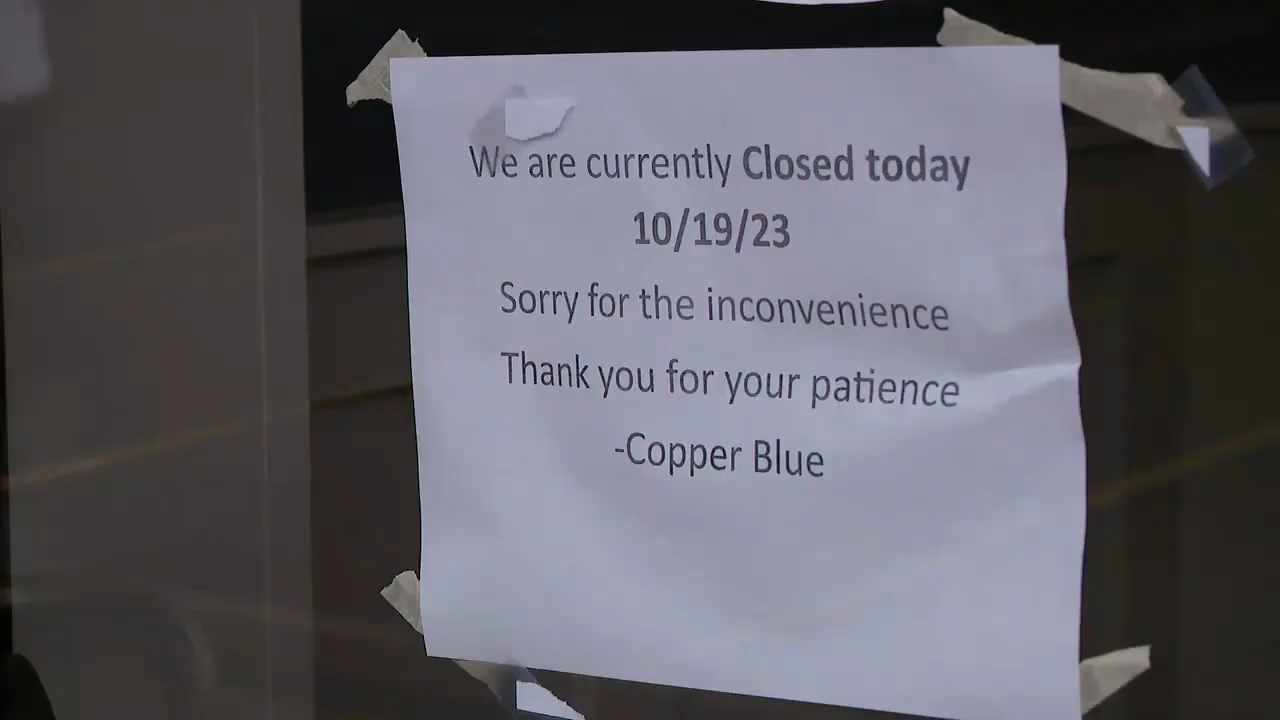 We are currently Closed today
10/19/23
Sorry for the inconvenience
Thank you for your patience
-Copper Blue